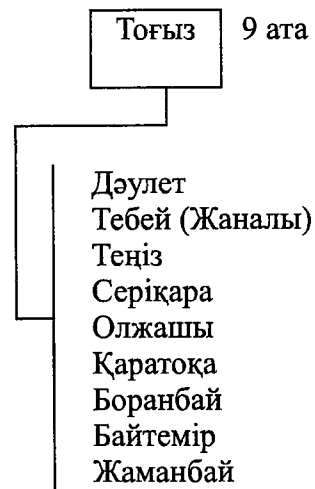 Тоғыз 9 ата
Дәулет
Тебей (Жаналы)
Теңіз
Серіқара
Олжашы
Қаратоқа
Боранбай
Байтемір
Жаманбай